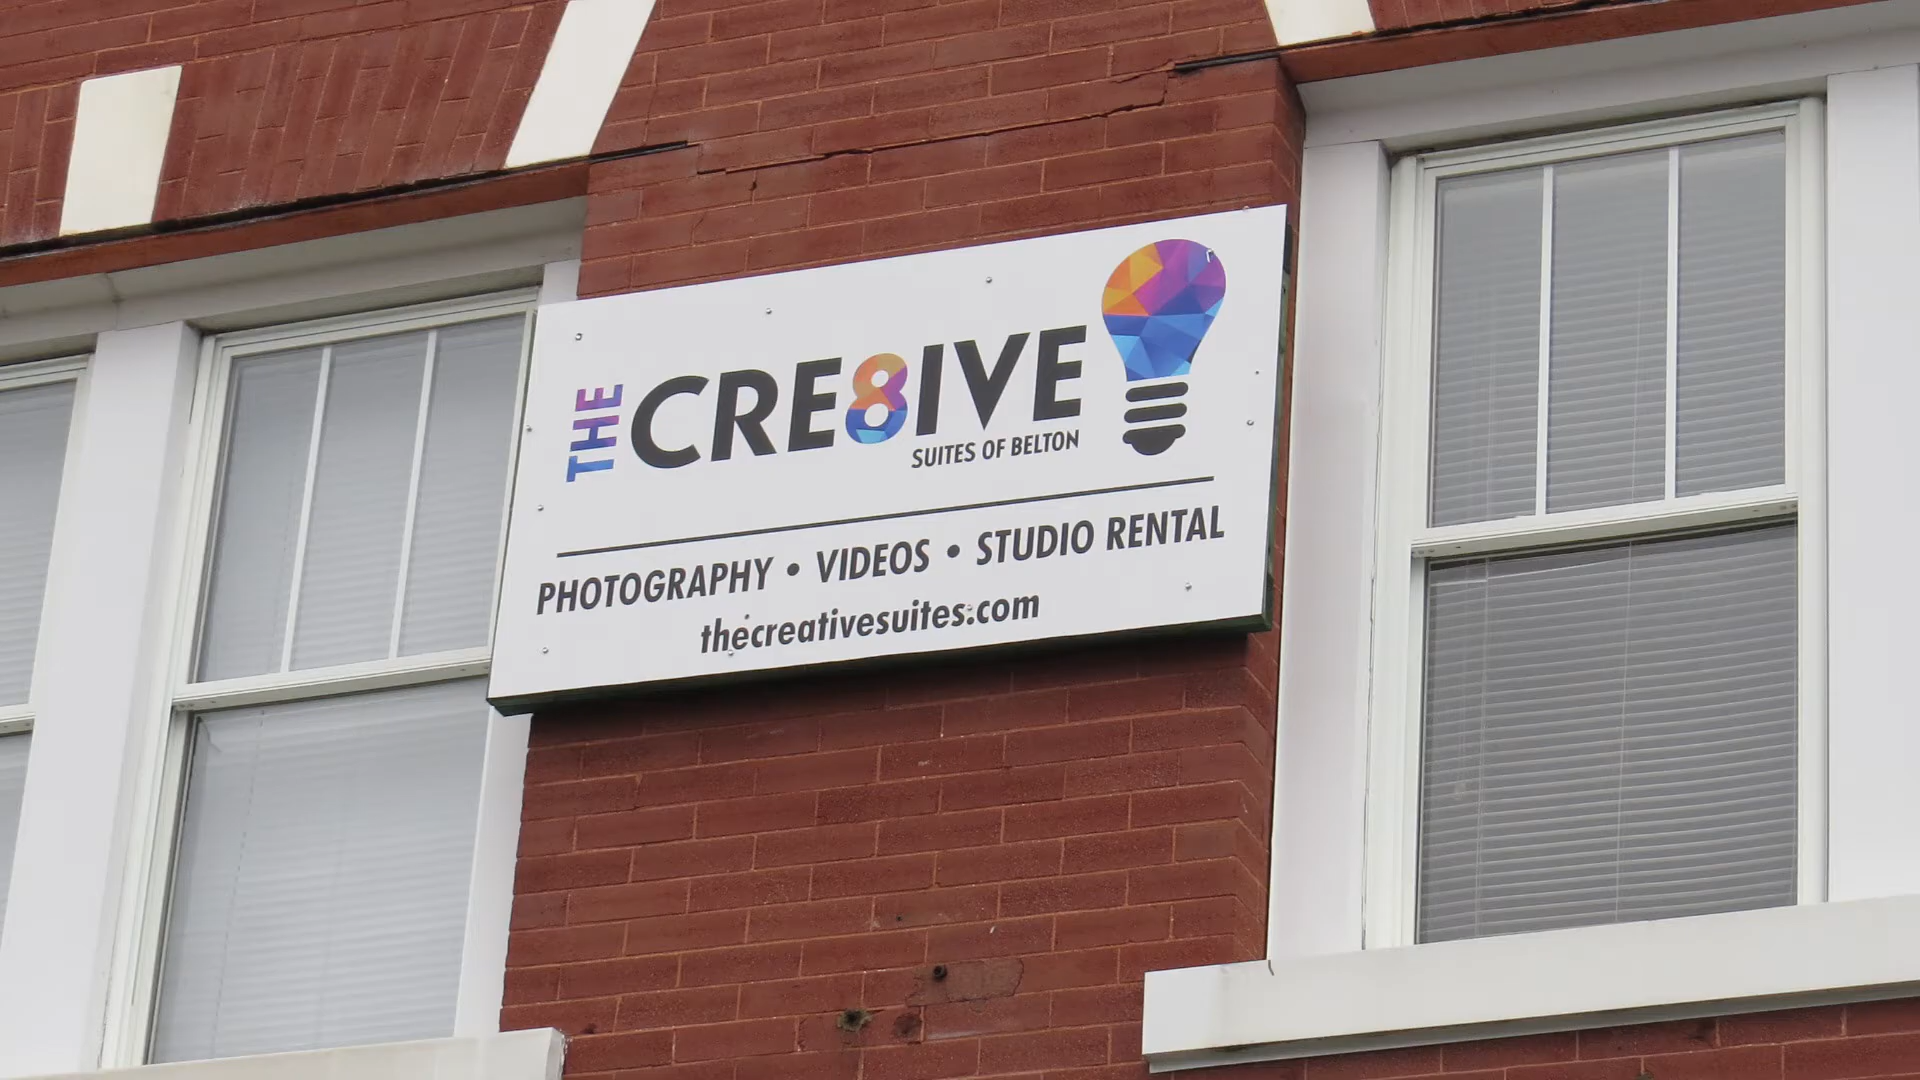 THE CRE8IVE
SUITES OF BELTON
PHOTOGRAPHY • VIDEOS • STUDIO RENTAL
thecreativesuites.com